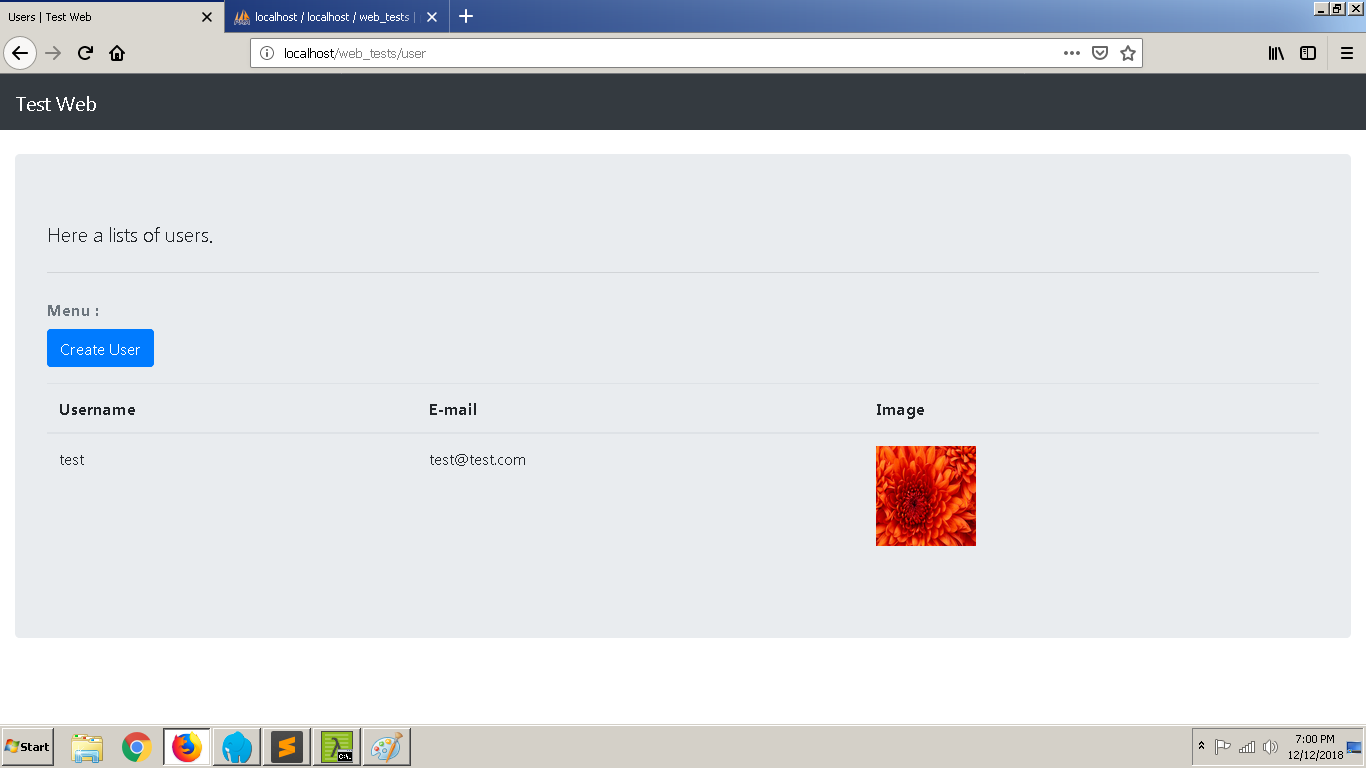 Users | Test Web
localhost / localhost / web_tests |
localhost/web_tests/user
Test Web
Here a lists of users.
Menu :
Create User
Username E-mail Image
test test@test.com
Start
C:\.
7:00 PM
12/12/2018